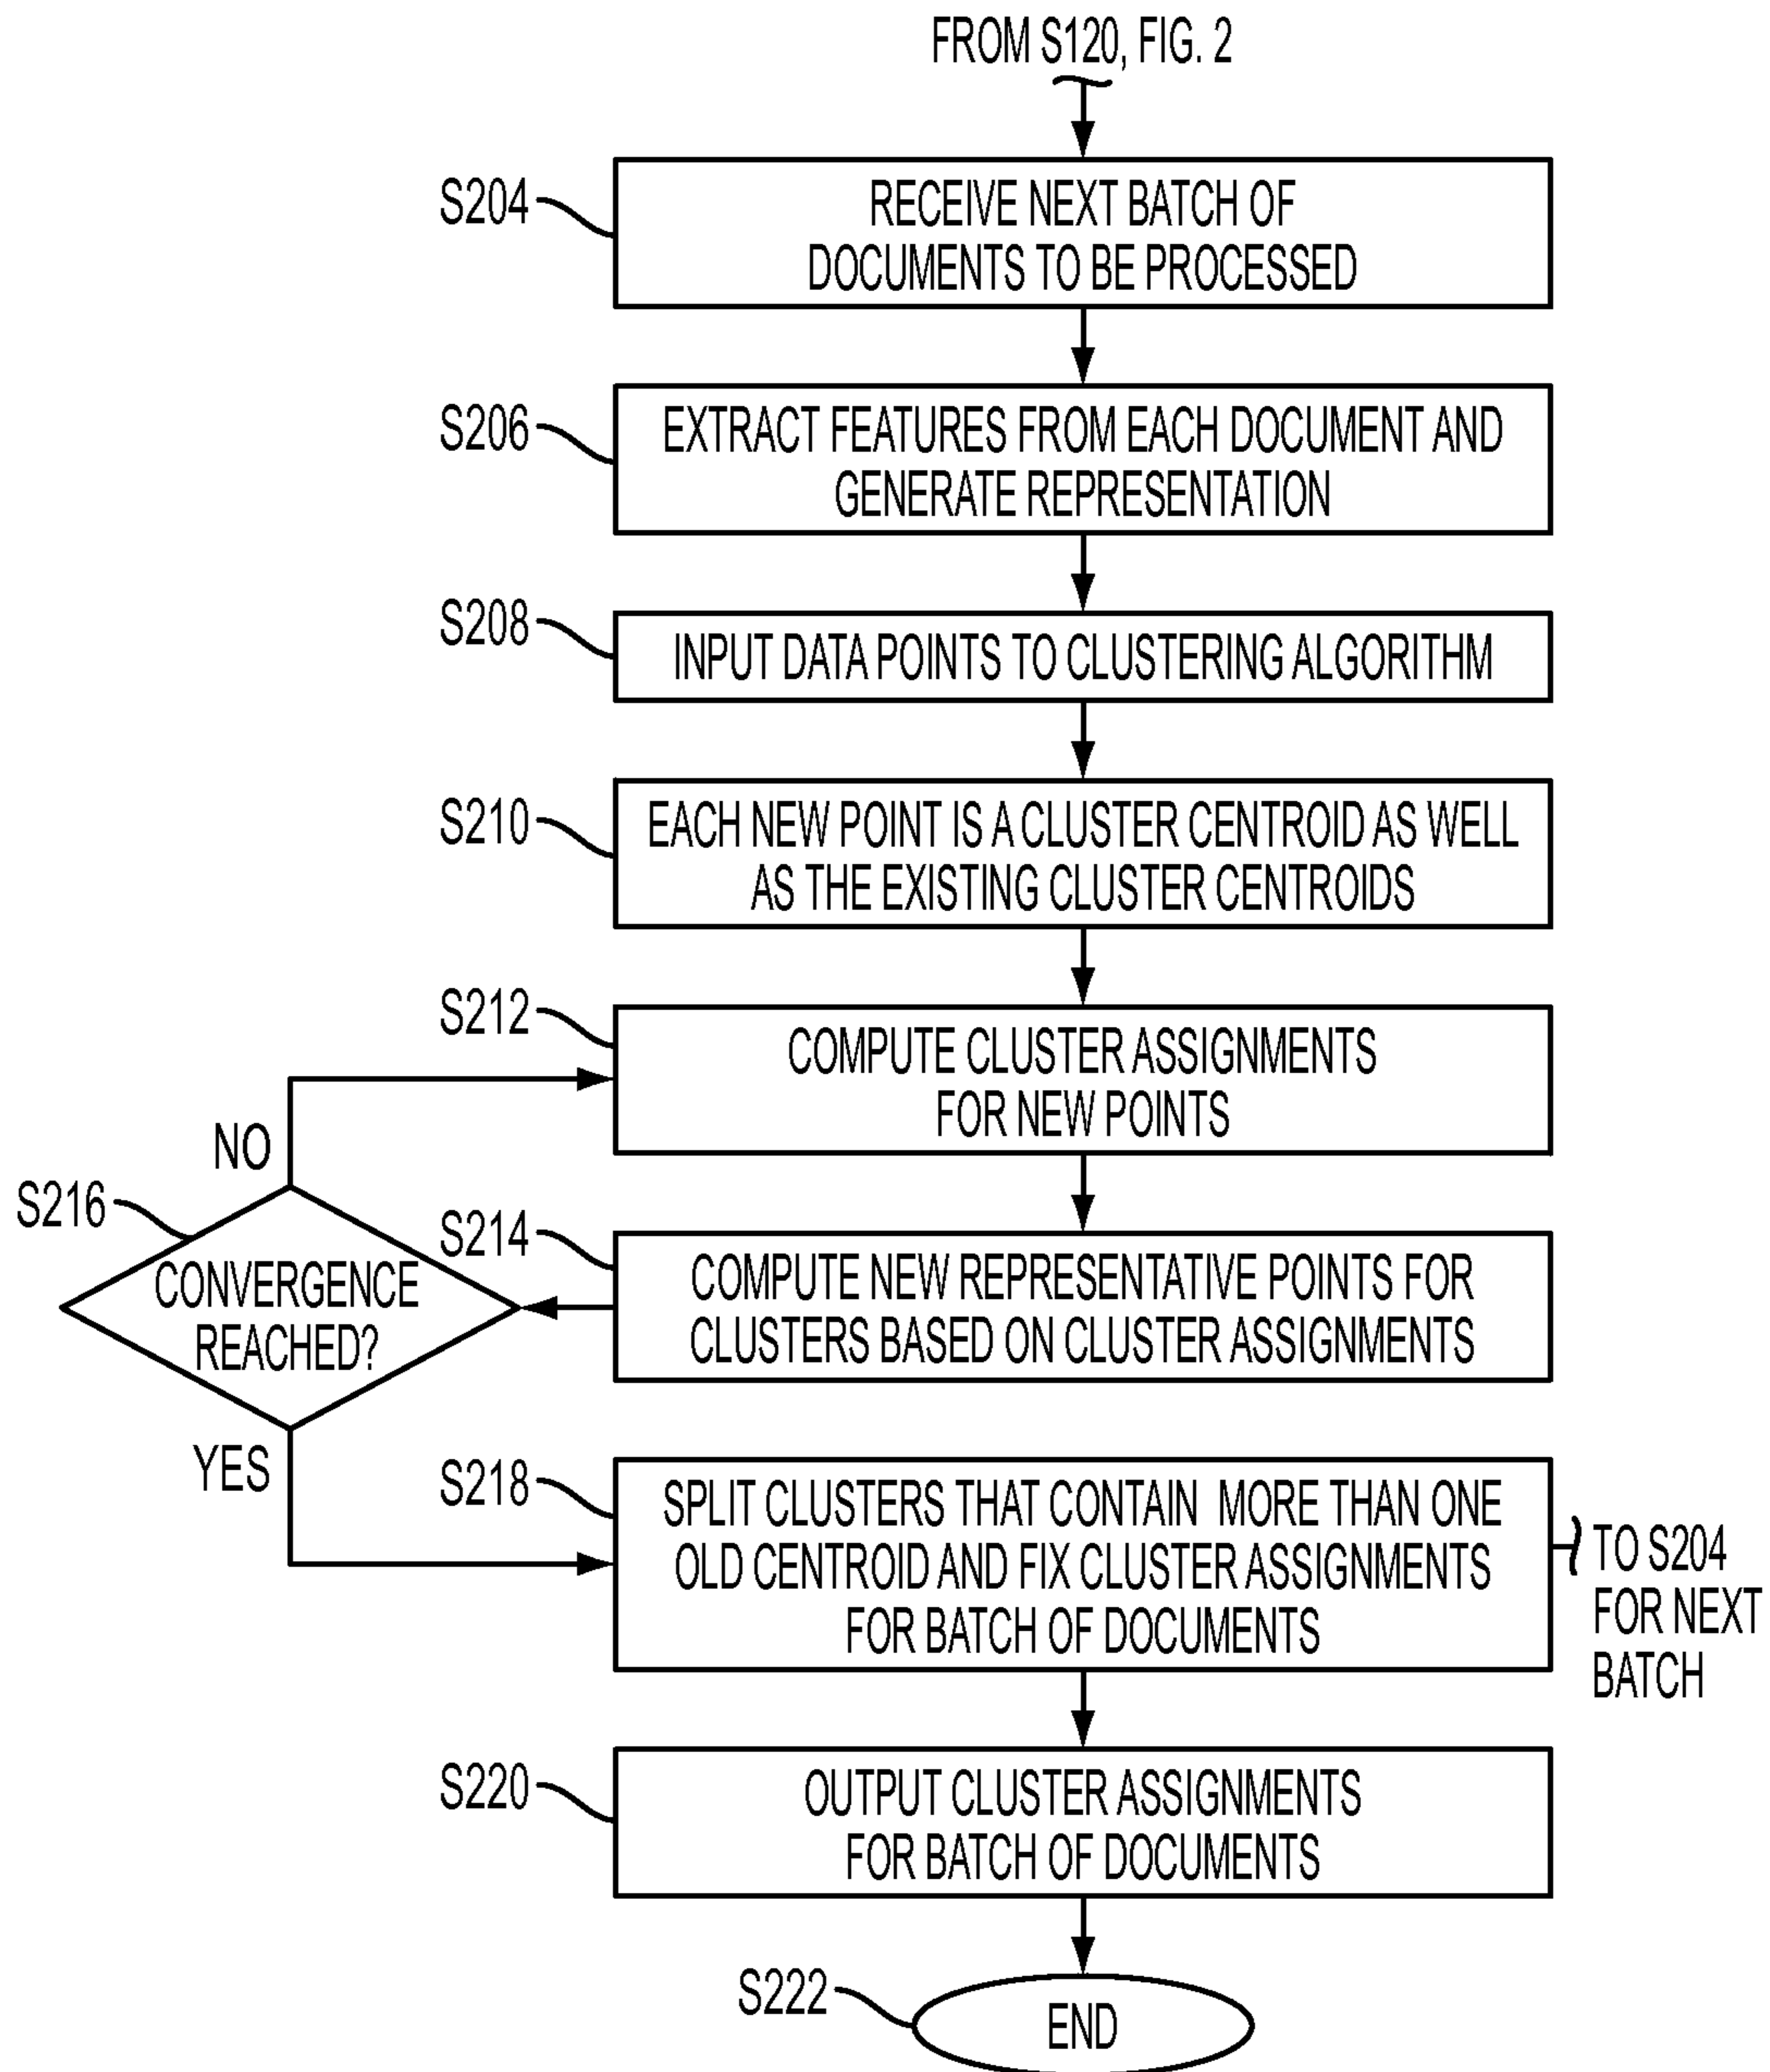 FROM S120, FIG. 2
S204
RECEIVE NEXT BATCH OF
DOCUMENTS TO BE PROCESSED
S206
EXTRACT FEATURES FROM EACH DOCUMENT AND
GENERATE REPRESENTATION
S208
INPUT DATA POINTS TO CLUSTERING ALGORITHM
S210
EACH NEW POINT IS A CLUSTER CENTROID AS WELL
AS THE EXISTING CLUSTER CENTROIDS
S212
COMPUTE CLUSTER ASSIGNMENTS
FOR NEW POINTS
S214
COMPUTE NEW REPRESENTATIVE POINTS FOR
CLUSTERS BASED ON CLUSTER ASSIGNMENTS
S216
CONVERGENCE
REACHED?
NO
YES
S218
SPLIT CLUSTERS THAT CONTAIN MORE THAN ONE
OLD CENTROID AND FIX CLUSTER ASSIGNMENTS
FOR BATCH OF DOCUMENTS
TO S204
FOR NEXT
BATCH
S220
OUTPUT CLUSTER ASSIGNMENTS
FOR BATCH OF DOCUMENTS
S222
END